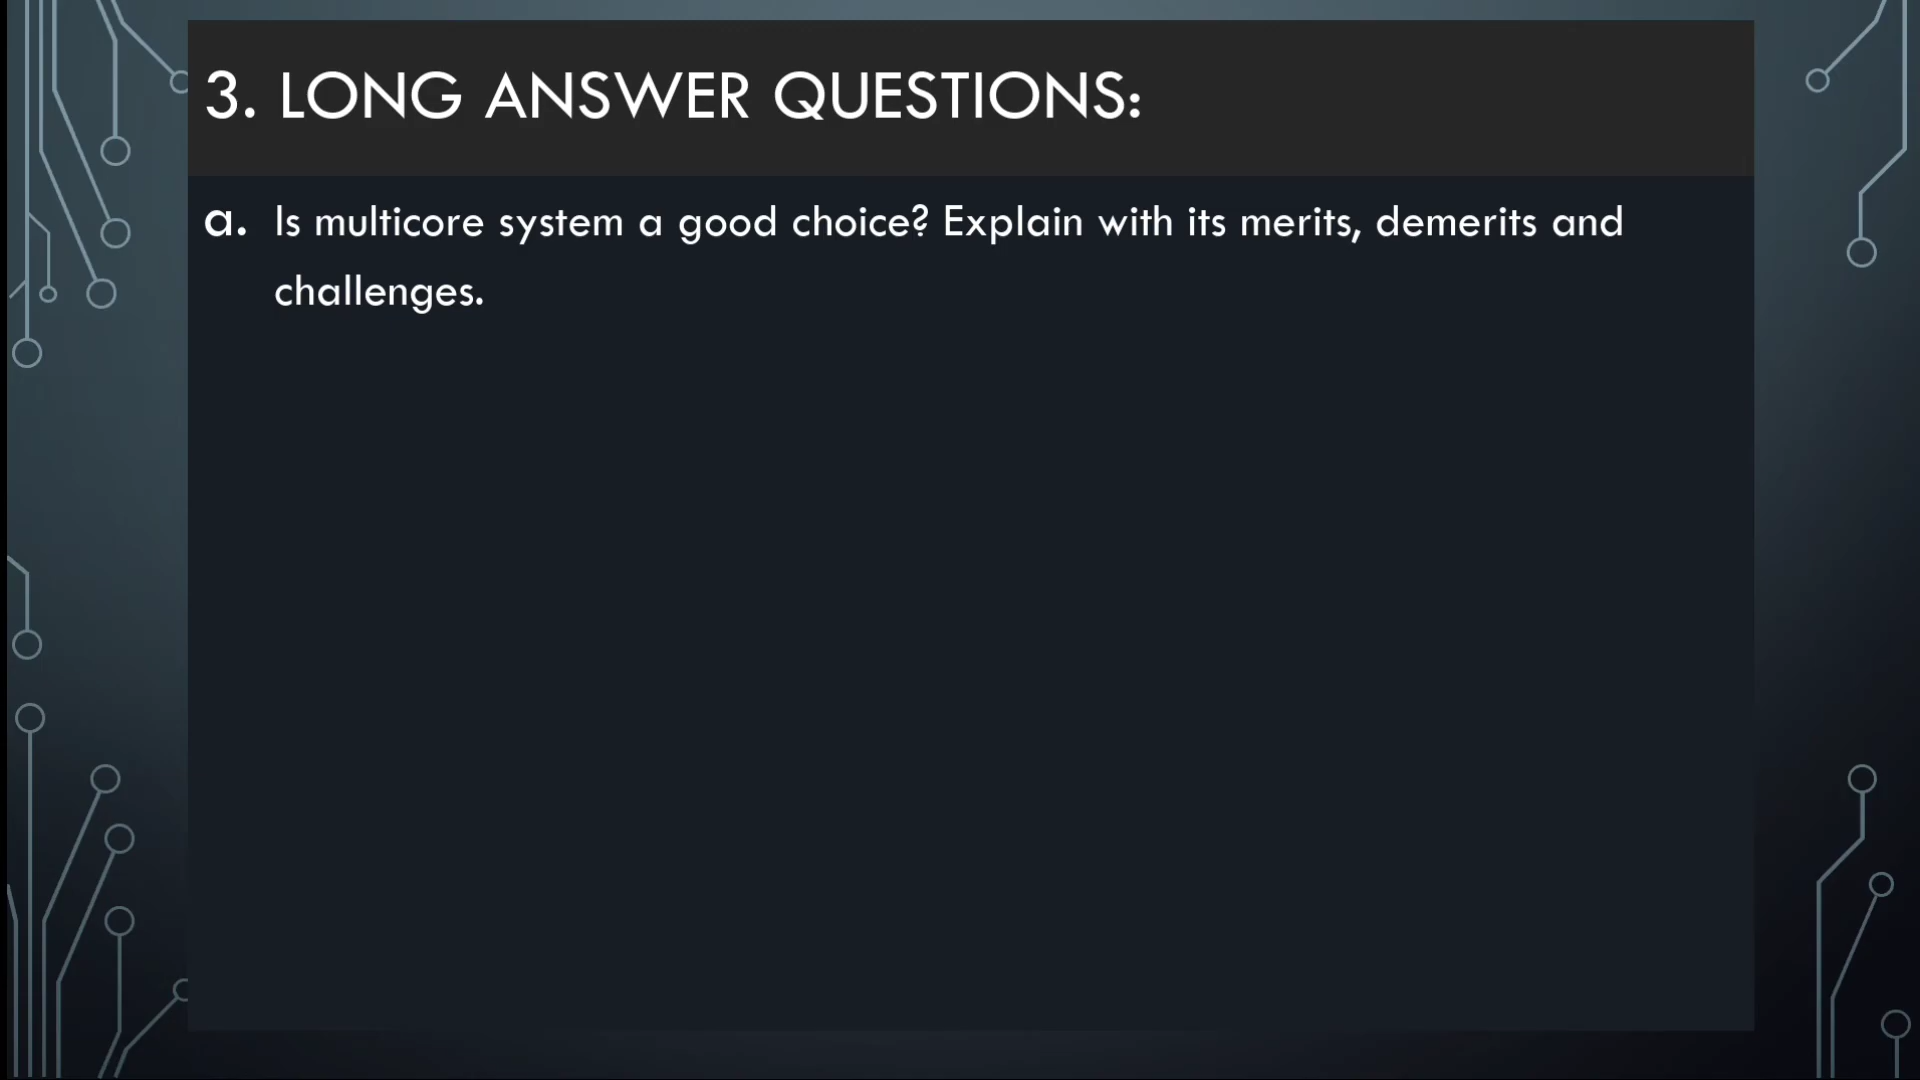 3. LONG ANSWER QUESTIONS:
a. Is multicore system a good choice? Explain with its merits, demerits and
challenges.